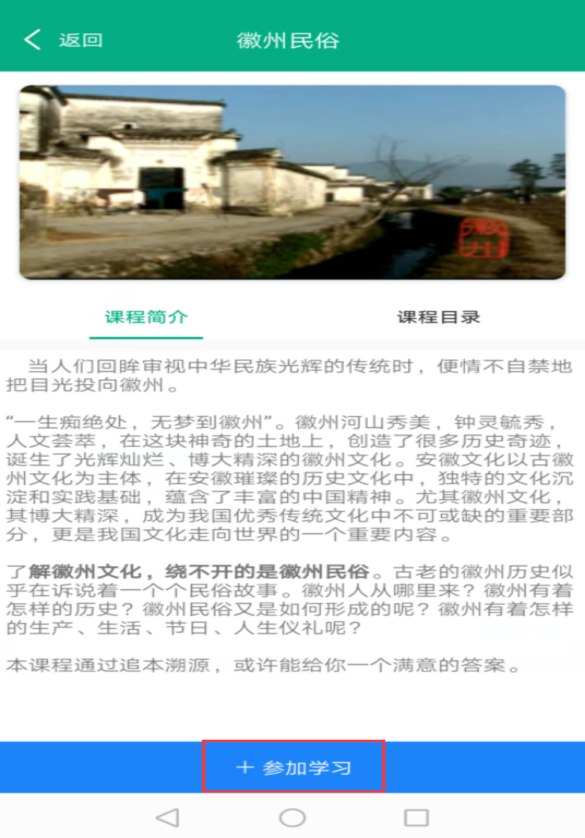 返回
徽州民俗
课程简介
课程目录
当人们回眸审视中华民族光辉的传统时，便情不自禁地
把目光投向徽州。
“一生痴绝处，无梦到徽州”。徽州河山秀美，钟灵毓秀，
人文荟萃，在这块神奇的土地上，创造了很多历史奇迹，
诞生了光辉灿烂、博大精深的徽州文化。安徽文化以古徽
州文化为主体，在安徽璀璨的历史文化中，独特的文化沉
淀和实践基础，蕴含了丰富的中国精神。尤其徽州文化，
其博大精深，成为我国优秀传统文化中不可或缺的重要部
分，更是我国文化走向世界的一个重要内容。
了解徽州文化，绕不开的是徽州民俗。古老的徽州历史似
乎在诉说着一个个民俗故事。徽州人从哪里来？徽州有着
怎样的历史？徽州民俗又是如何形成的呢？徽州有着怎样
的生产、生活、节日、人生仪礼呢？
本课程通过追本溯源，或许能给你一个满意的答案。
+ 参加学习